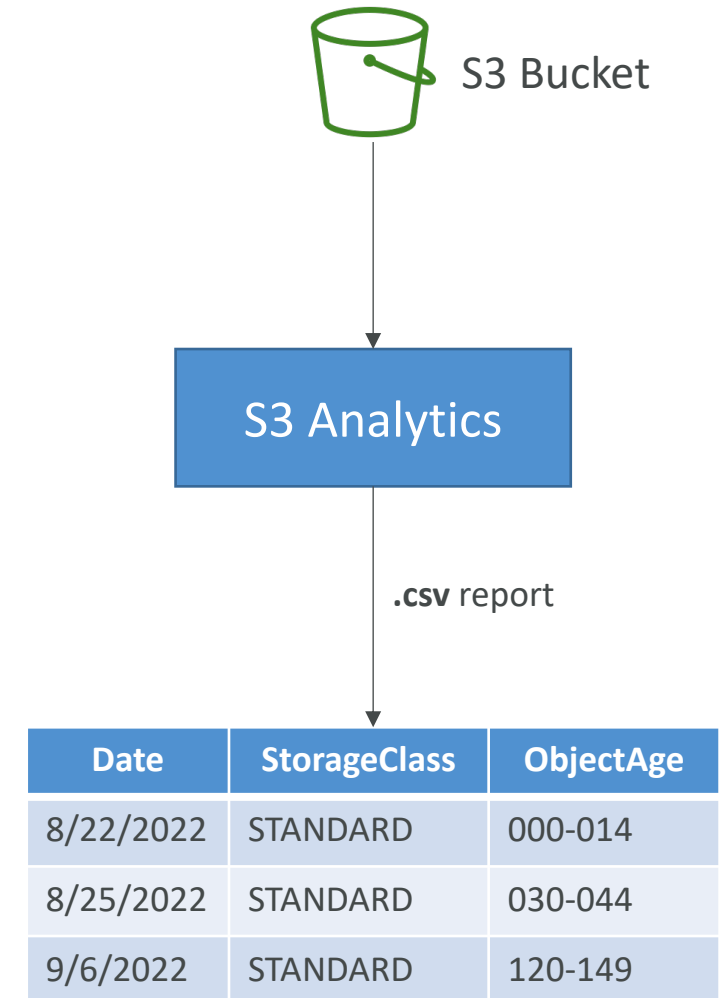 S3 Bucket
S3 Analytics
.csv report
Date StorageClass ObjectAge
8/22/2022 STANDARD 000-014
8/25/2022 STANDARD 030-044
9/6/2022 STANDARD 120-149